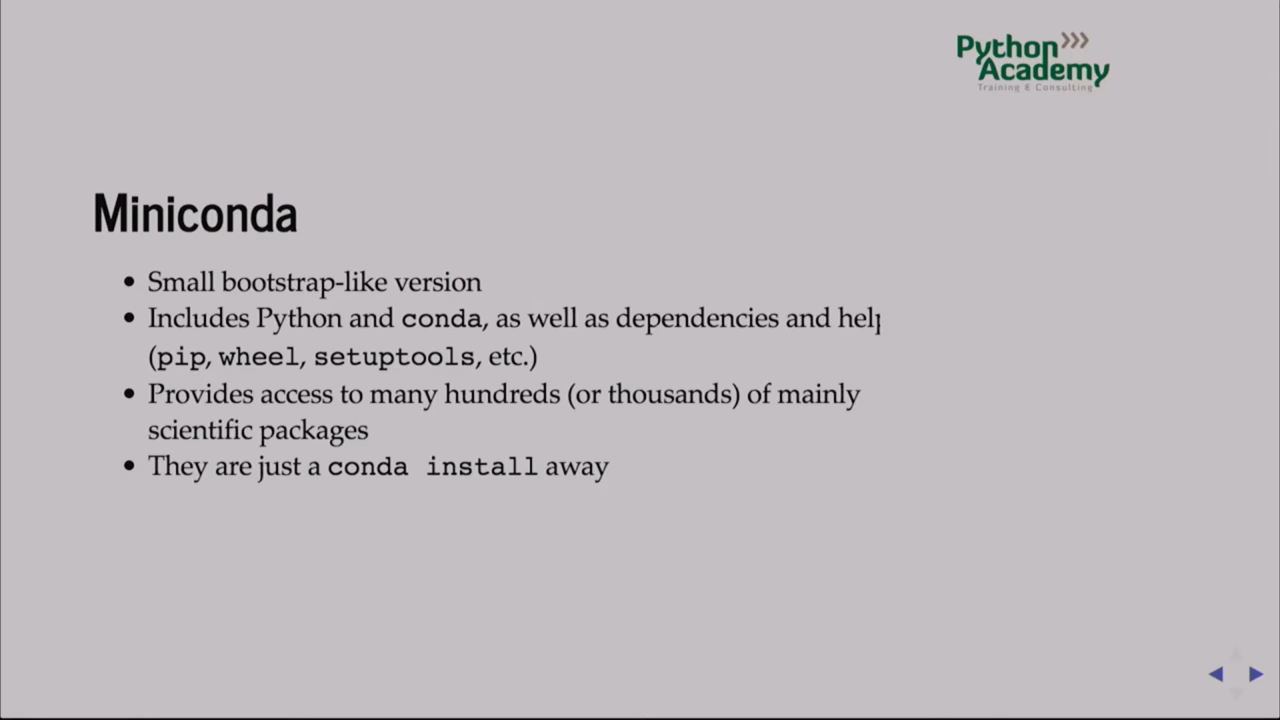 Python
Academy
Training & Consulting
Miniconda
• Small bootstrap-like version
• Includes Python and conda, as well as dependencies and
(pip, wheel, setuptools, etc.)
• Provides access to many hundreds (or thousands) of mainly
scientific packages
• They are just a conda install away